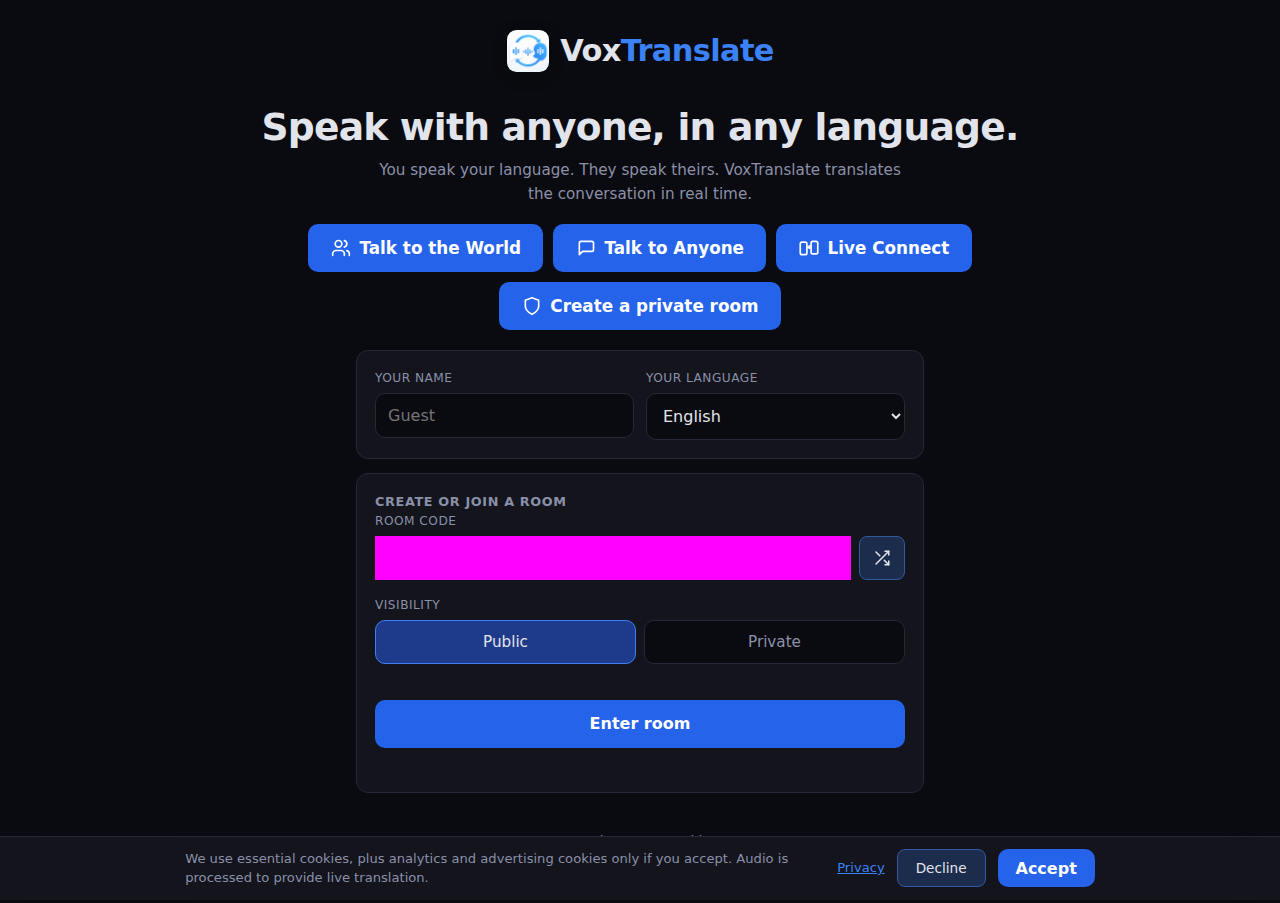 VoxTranslate
Speak with anyone, in any language.
You speak your language. They speak theirs. VoxTranslate translates
the conversation in real time.
Talk to the World
Talk to Anyone
Live Connect
Create a private room
YOUR NAME
YOUR LANGUAGE
Guest
English
CREATE OR JOIN A ROOM
ROOM CODE
VISIBILITY
Public
Private
Enter room
We use essential cookies, plus analytics and advertising cookies only if you accept. Audio is
processed to provide live translation.
Privacy
Decline
Accept